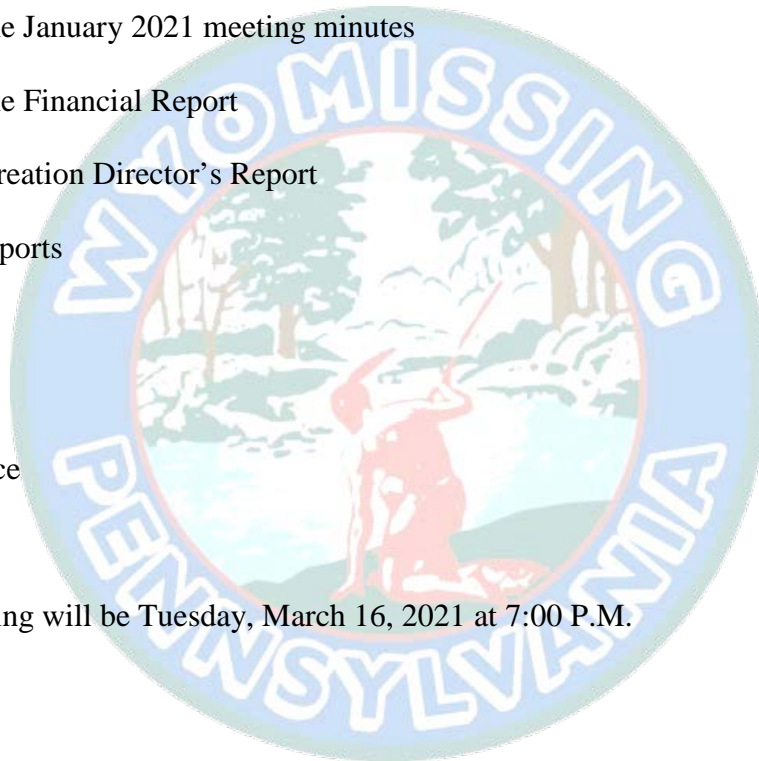 e January 2021 meeting minutes
e Financial Report
reation Director's Report
ports
ce
ing will be Tuesday, March 16, 2021 at 7:00 P.M.
WYOMISSING
PENNSYLVANIA